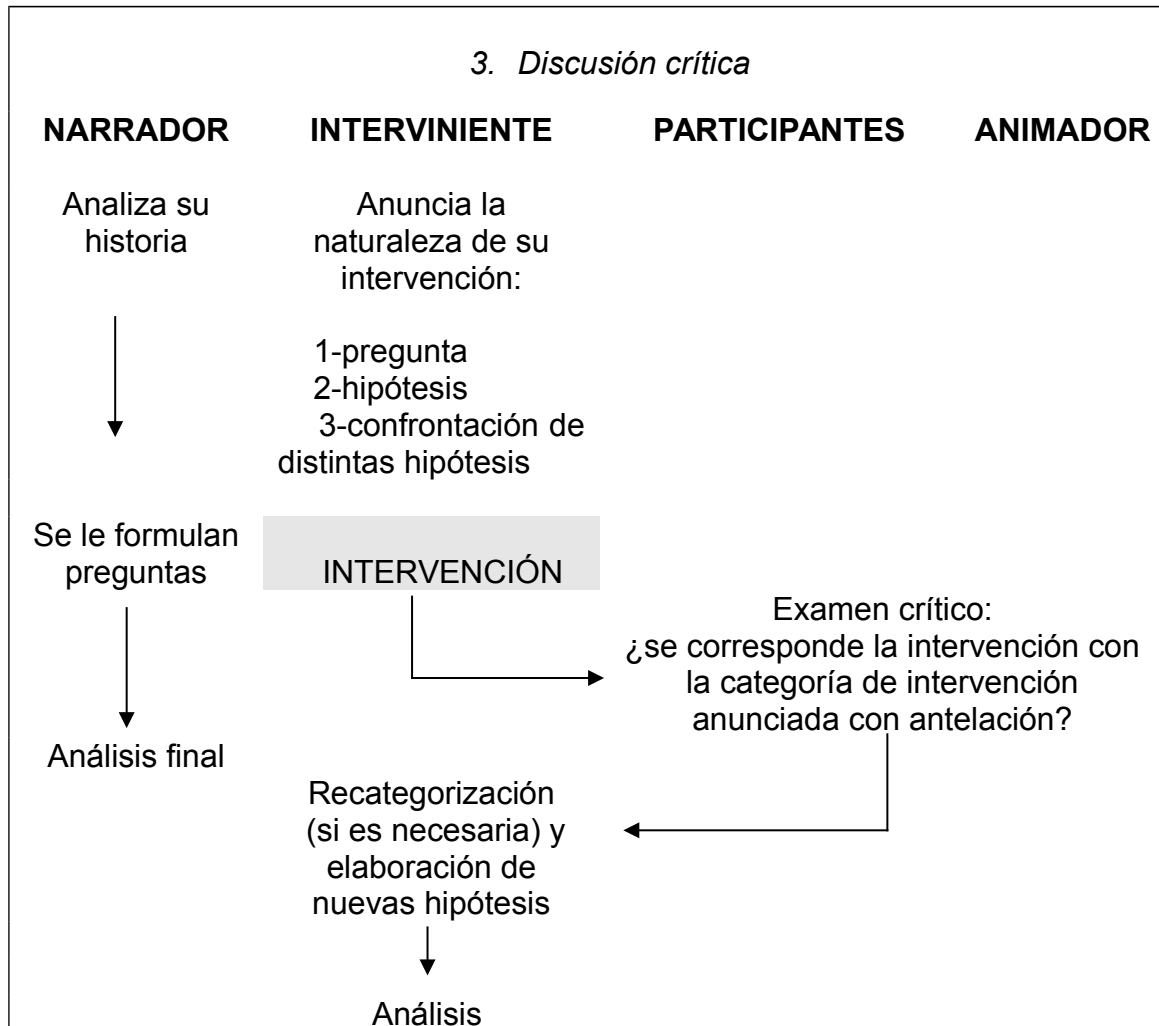 3. Discusión crítica
NARRADOR INTERVINIENTE PARTICIPANTES ANIMADOR
Analiza su
historia
Anuncia la
naturaleza de su
intervención:
1-pregunta
2-hipótesis
3-confrontación de
distintas hipótesis
Se le formulan
preguntas
INTERVENCIÓN
Examen crítico:
¿se corresponde la intervención con
la categoría de intervención
anunciada con antelación?
Análisis final
Recategorización
(si es necesaria) y
elaboración de
nuevas hipótesis
Análisis